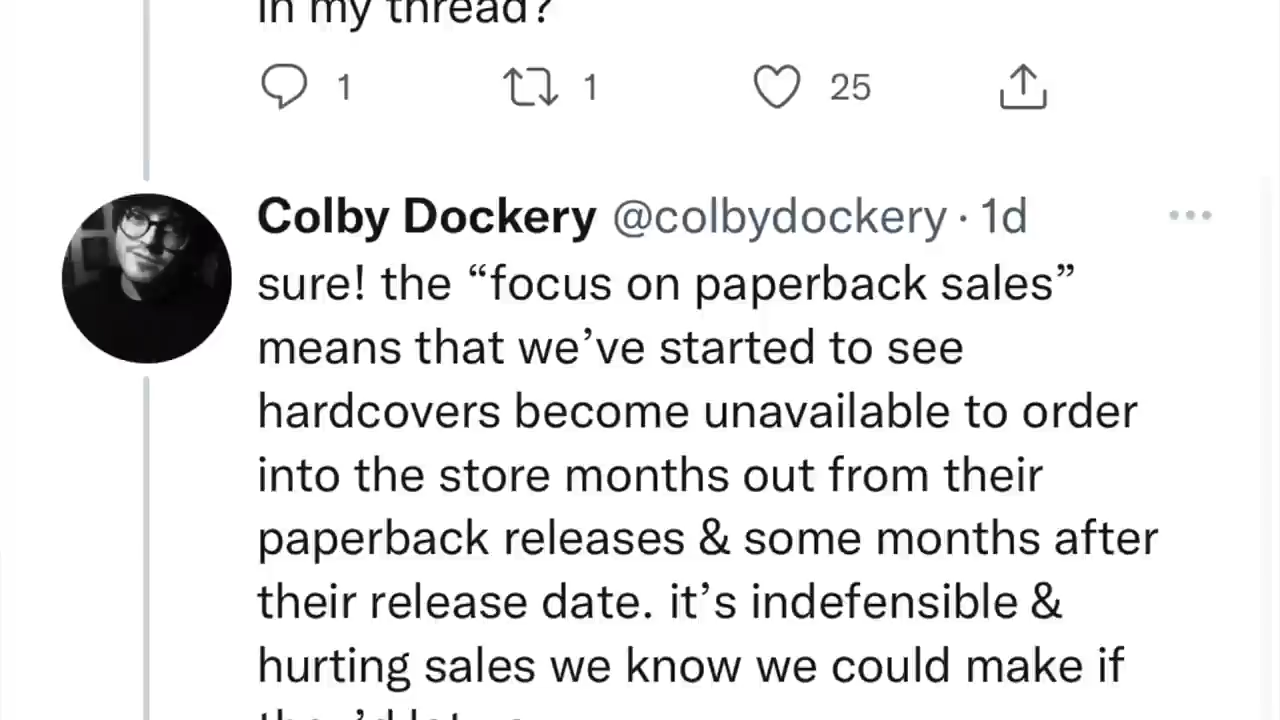 in my thread?
1 1 25
Colby Dockery @colbydockery · 1d
sure! the “focus on paperback sales”
means that we’ve started to see
hardcovers become unavailable to order
into the store months out from their
paperback releases & some months after
their release date. it’s indefensible &
hurting sales we know we could make if